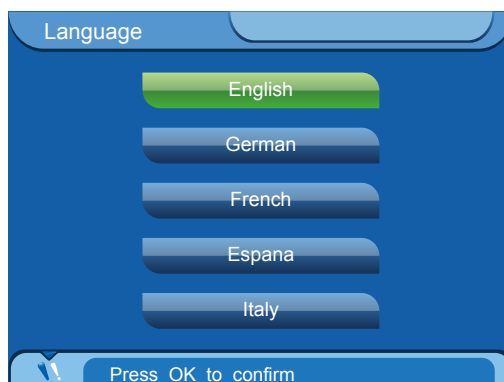 Language
English
German
French
Espana
Italy
Press OK to confirm